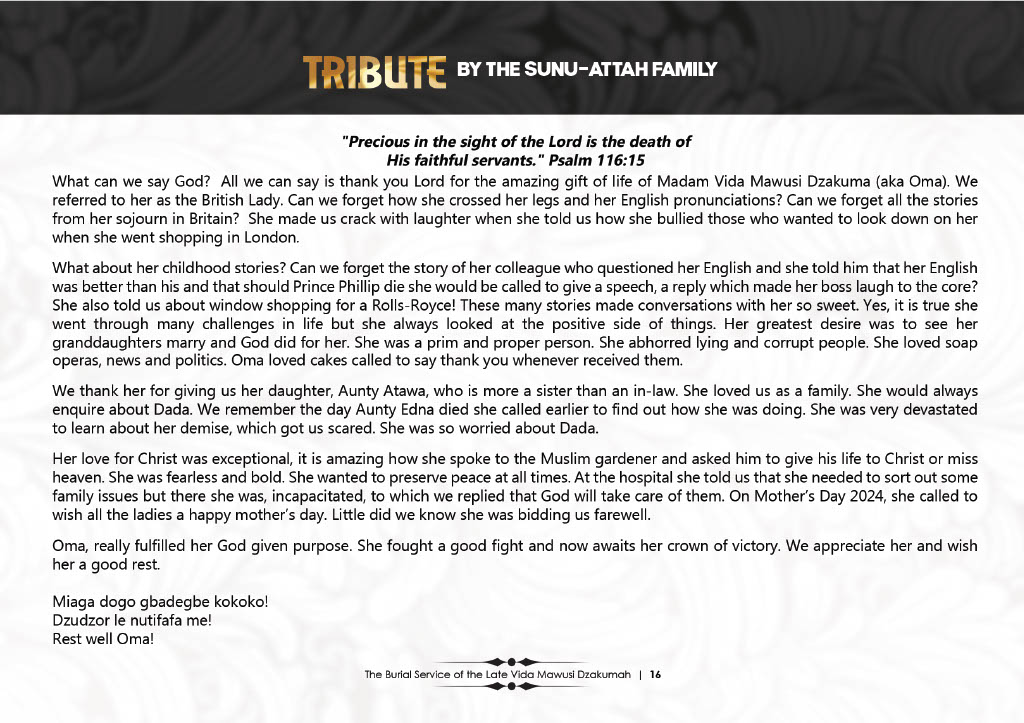 TRIBUTE BY THE SUNU-ATTAH FAMILY
"Precious in the sight of the Lord is the death of
His faithful servants." Psalm 116:15
What can we say God? All we can say is thank you Lord for the amazing gift of life of Madam Vida Mawusi Dzakuma (aka Oma). We
referred to her as the British Lady. Can we forget how she crossed her legs and her English pronunciations? Can we forget all the stories
from her sojourn in Britain? She made us crack with laughter when she told us how she bullied those who wanted to look down on her
when she went shopping in London.
What about her childhood stories? Can we forget the story of her colleague who questioned her English and she told him that her English
was better than his and that should Prince Phillip die she would be called to give a speech, a reply which made her boss laugh to the core?
She also told us about window shopping for a Rolls-Royce! These many stories made conversations with her so sweet. Yes, it is true she
went through many challenges in life but she always looked at the positive side of things. Her greatest desire was to see her
granddaughters marry and God did for her. She was a prim and proper person. She abhorred lying and corrupt people. She loved soap
operas, news and politics. Oma loved cakes called to say thank you whenever received them.
We thank her for giving us her daughter, Aunty Atawa, who is more a sister than an in-law. She loved us as a family. She would always
enquire about Dada. We remember the day Aunty Edna died she called earlier to find out how she was doing. She was very devastated
to learn about her demise, which got us scared. She was so worried about Dada.
Her love for Christ was exceptional, it is amazing how she spoke to the Muslim gardener and asked him to give his life to Christ or miss
heaven. She was fearless and bold. She wanted to preserve peace at all times. At the hospital she told us that she needed to sort out some
family issues but there she was, incapacitated, to which we replied that God will take care of them. On Mother's Day 2024, she called to
wish all the ladies a happy mother's day. Little did we know she was bidding us farewell.
Oma, really fulfilled her God given purpose. She fought a good fight and now awaits her crown of victory. We appreciate her and wish
her a good rest.
Miaga dogo gbadegbe kokoko!
Dzudzor le nutifafa me!
Rest well Oma!
The Burial Service of the Late Vida Mawusi Dzakumah | 16